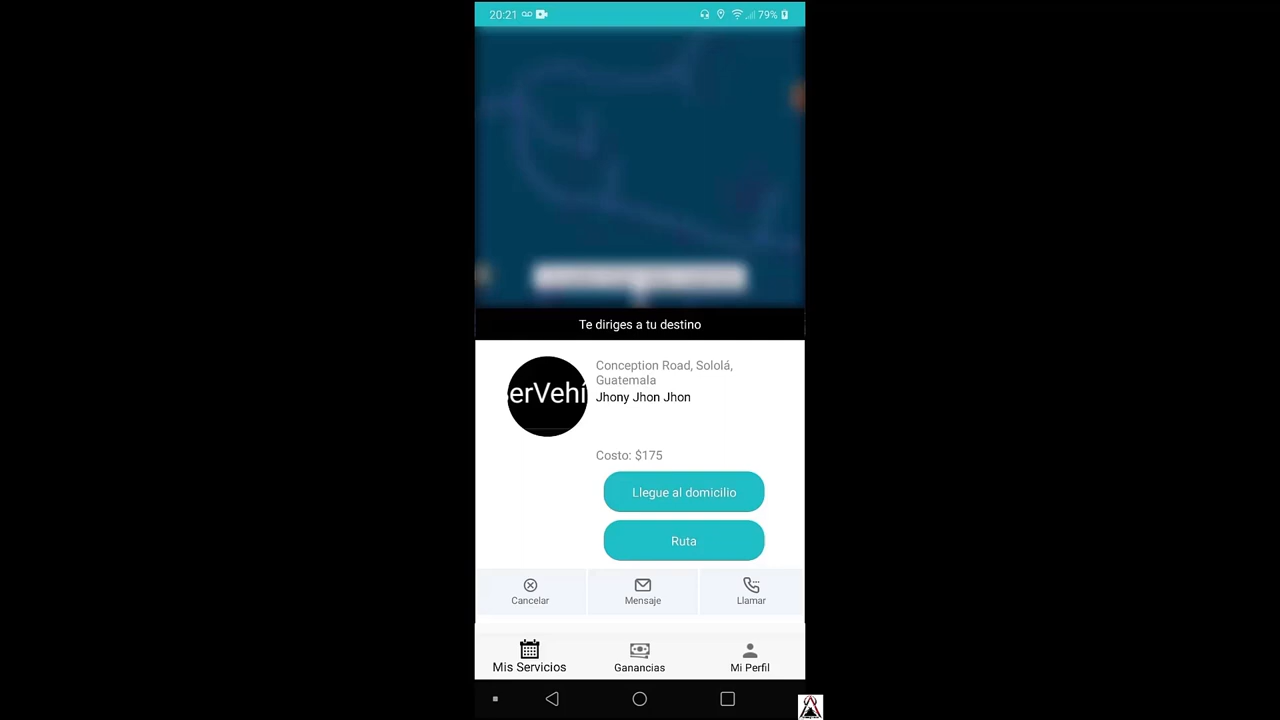 20:21
79%
Te diriges a tu destino
erVehí
Conception Road, Sololá,
Guatemala
Jhony Jhon Jhon
Costo: $175
Llegue al domicilio
Ruta
Cancelar
Mensaje
Llamar
Mis Servicios
Ganancias
Mi Perfil